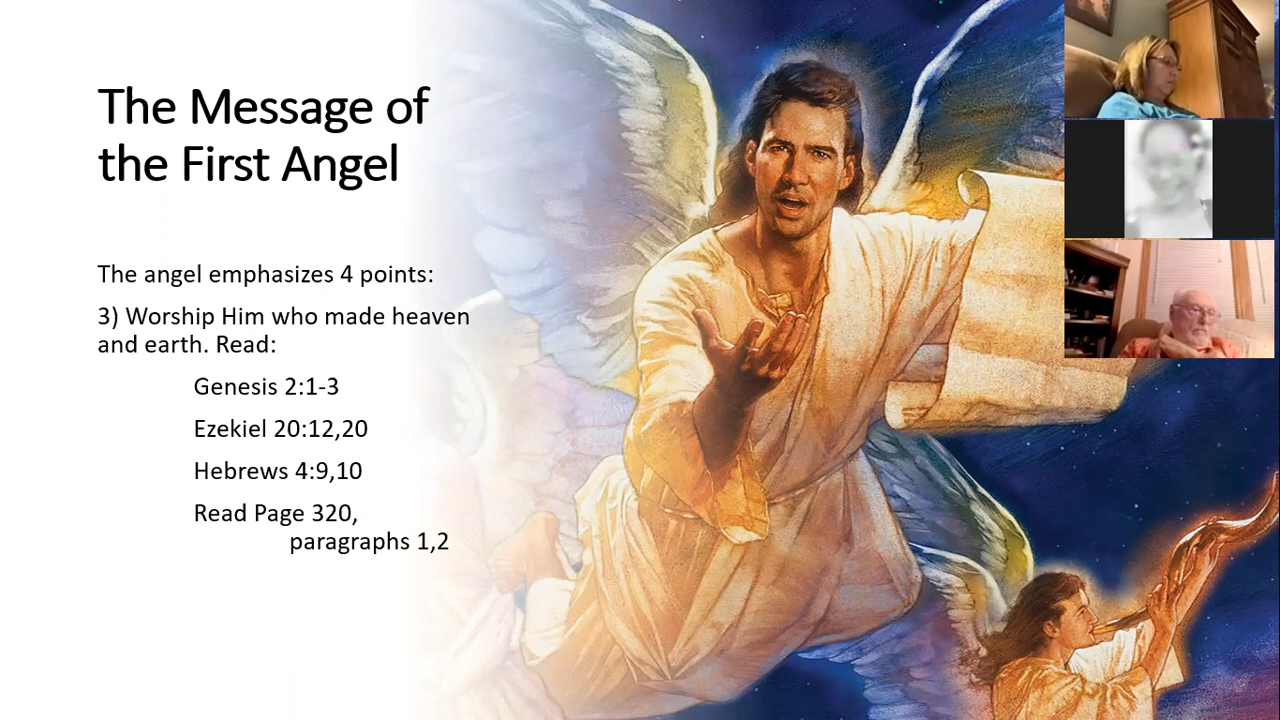 The Message of
the First Angel
The angel emphasizes 4 points:
3) Worship Him who made heaven
and earth. Read:
Genesis 2:1-3
Ezekiel 20:12,20
Hebrews 4:9,10
Read Page 320,
paragraphs 1,2